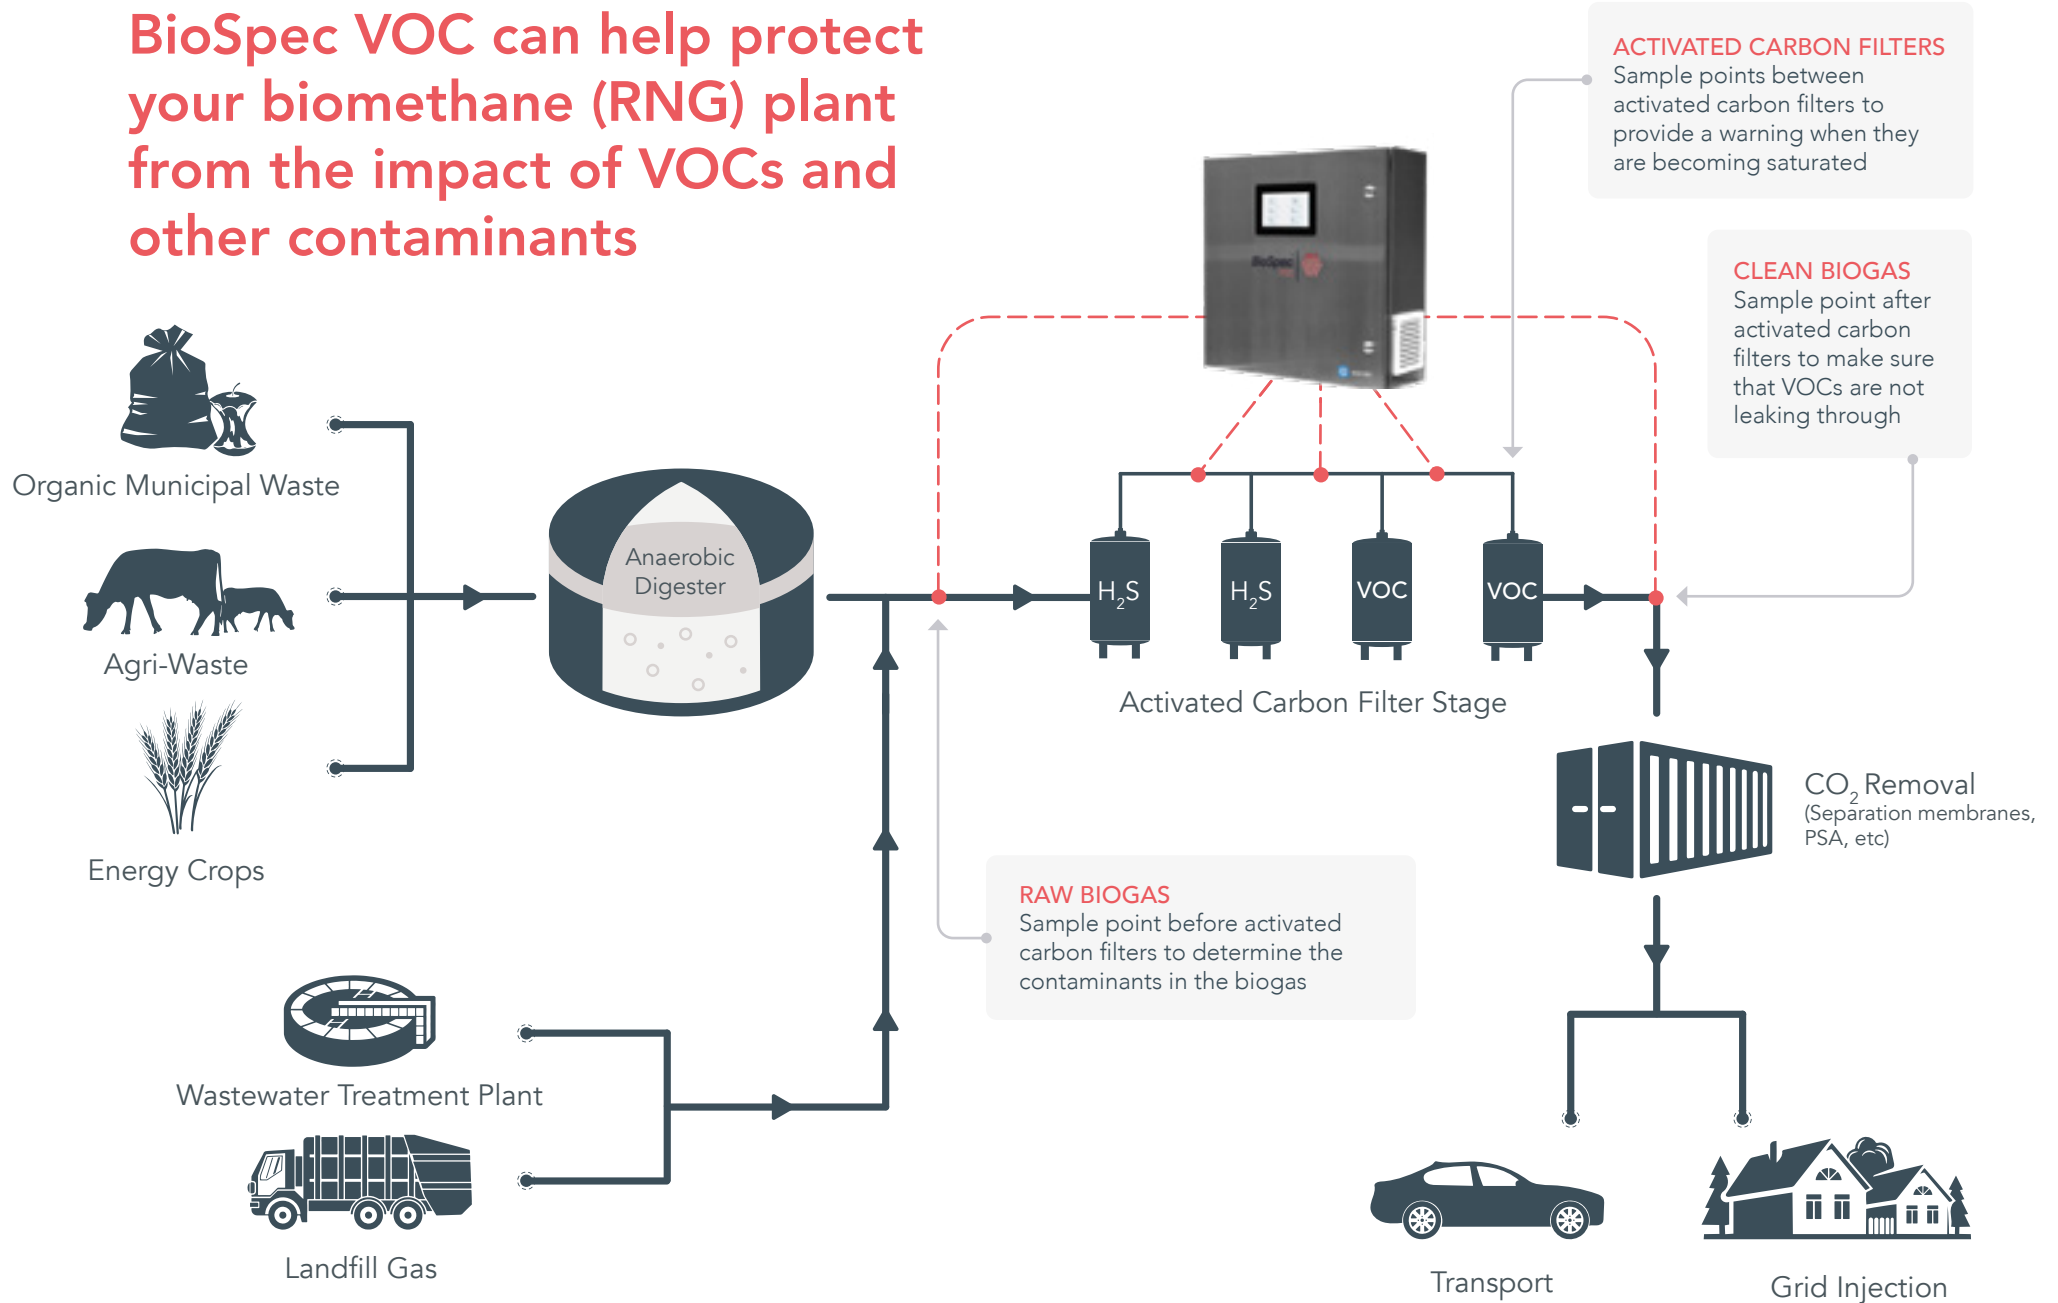 BioSpec VOC can help protect
your biomethane (RNG) plant
from the impact of VOCs and
other contaminants
ACTIVATED CARBON FILTERS
Sample points between
activated carbon filters to
provide a warning when they
are becoming saturated
CLEAN BIOGAS
Sample point after
activated carbon
filters to make sure
that VOCs are not
leaking through
BioSpec
Organic Municipal Waste
Agri-Waste
Energy Crops
Anaerobic
Digester
H₂S
H₂S
VOC
VOC
Activated Carbon Filter Stage
CO₂ Removal
(Separation membranes,
PSA, etc)
RAW BIOGAS
Sample point before activated
carbon filters to determine the
contaminants in the biogas
Wastewater Treatment Plant
Landfill Gas
Transport
Grid Injection